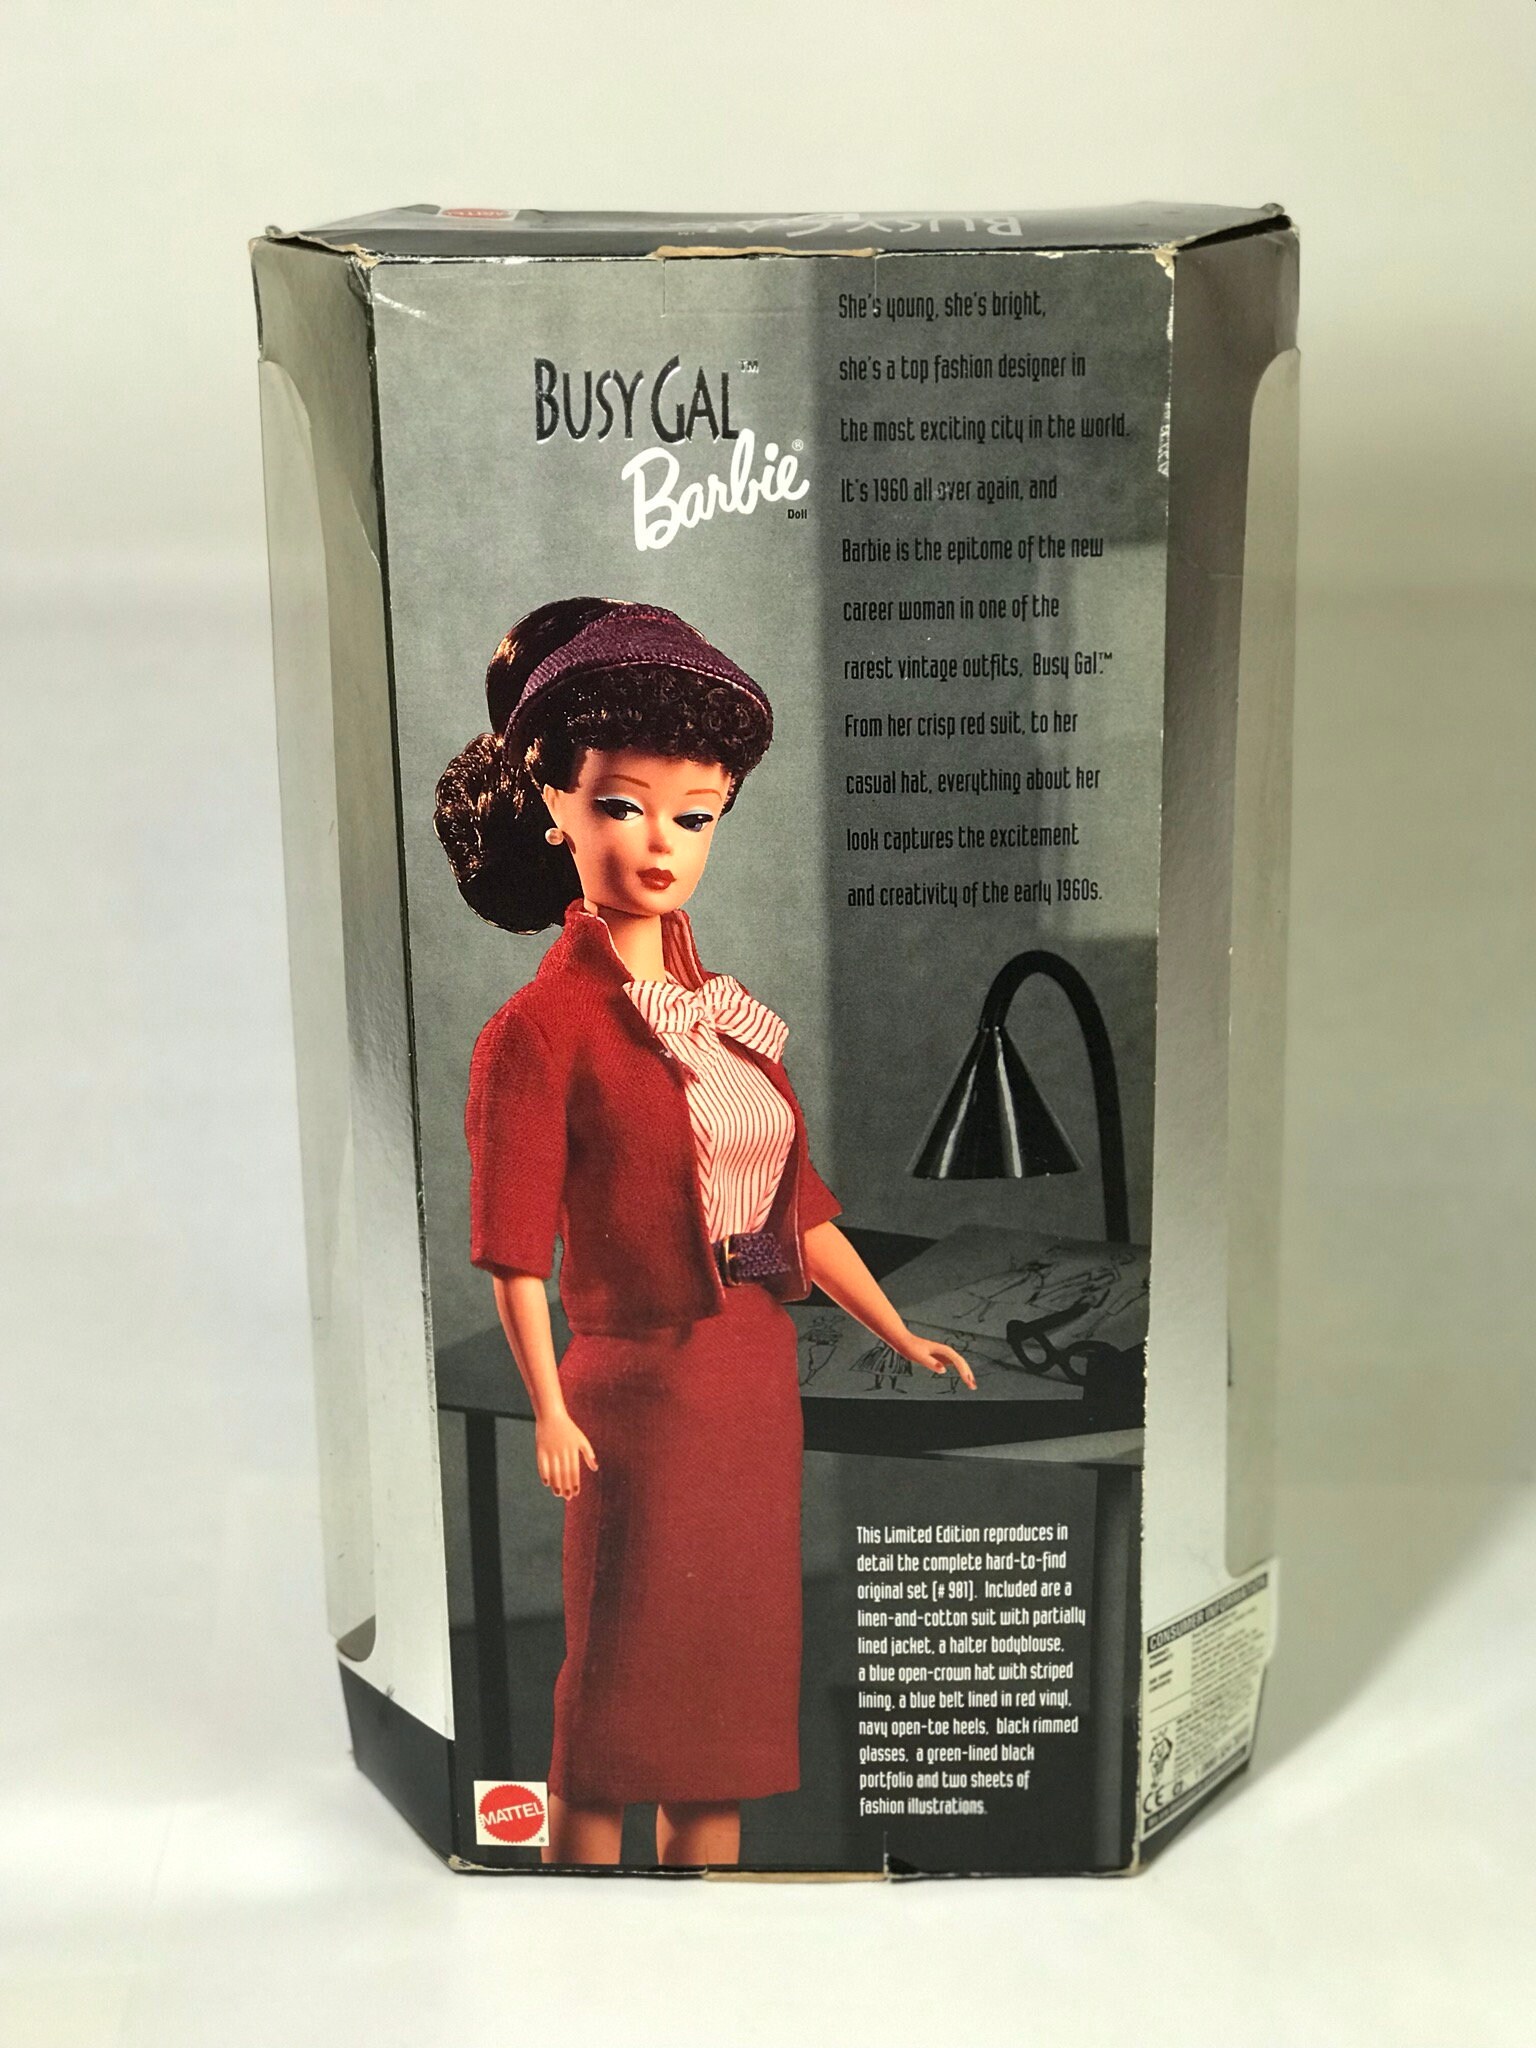 MATTEL
BUSY GAL
BUSY GAL™
Barbie®
Doll
She's young, she's bright,
she's a top fashion designer in
the most exciting city in the world.
It's 1960 all over again, and
Barbie is the epitome of the new
career woman in one of the
rarest vintage outfits, Busy Gal™.
From her crisp red suit, to her
casual hat, everything about her
look captures the excitement
and creativity of the early 1960s.
This Limited Edition reproduces in
detail the complete hard-to-find
original set (# 981). Included are a
linen-and-cotton suit with partially
lined jacket, a halter bodyblouse,
a blue open-crown hat with striped
lining, a blue belt lined in red vinyl,
navy open-toe heels, black rimmed
glasses, a green-lined black
portfolio and two sheets of
fashion illustrations.
MATTEL®
CONSUMER INFORMATION
CE